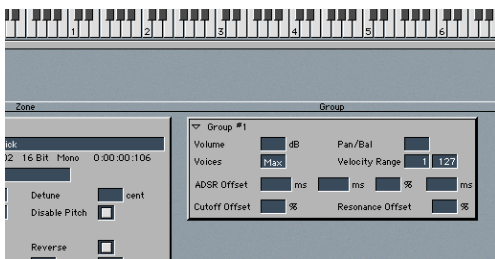 1 2 3 4 5 6
Zone Group
▽ Group #1
Volume dB Pan/Bal
16 Bit Mono 0:00:00:106
Voices Max Velocity Range 1 127
ADSR Offset ms ms % ms
Detune cent
Disable Pitch
Cutoff Offset % Resonance Offset %
Reverse